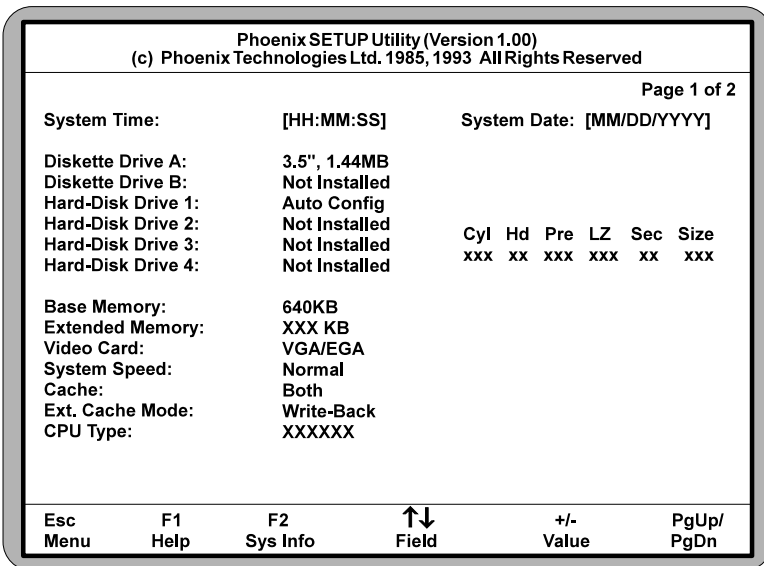 Phoenix SETUP Utility (Version 1.00)
(c) Phoenix Technologies Ltd. 1985, 1993 All Rights Reserved
Page 1 of 2
System Time: [HH:MM:SS] System Date: [MM/DD/YYYY]
Diskette Drive A: 3.5", 1.44MB
Diskette Drive B: Not Installed
Hard-Disk Drive 1: Auto Config
Hard-Disk Drive 2: Not Installed
Cyl Hd Pre LZ Sec Size
Hard-Disk Drive 3: Not Installed
xxx xx xxx xxx xx xxx
Hard-Disk Drive 4: Not Installed
Base Memory: 640KB
Extended Memory: XXX KB
Video Card: VGA/EGA
System Speed: Normal
Cache: Both
Ext. Cache Mode: Write-Back
CPU Type: XXXXXX
Esc F1 F2 ↑↓ +/- PgUp/
Menu Help Sys Info Field Value PgDn